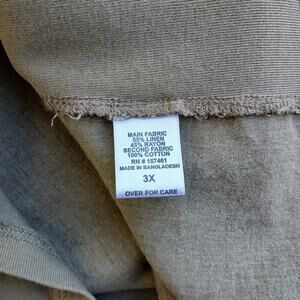 MAIN FABRIC
55% LINEN
45% RAYON
SECOND FABRIC
100% COTTON
RN # 157461
MADE IN BANGLADESH
3X
OVER FOR CARE